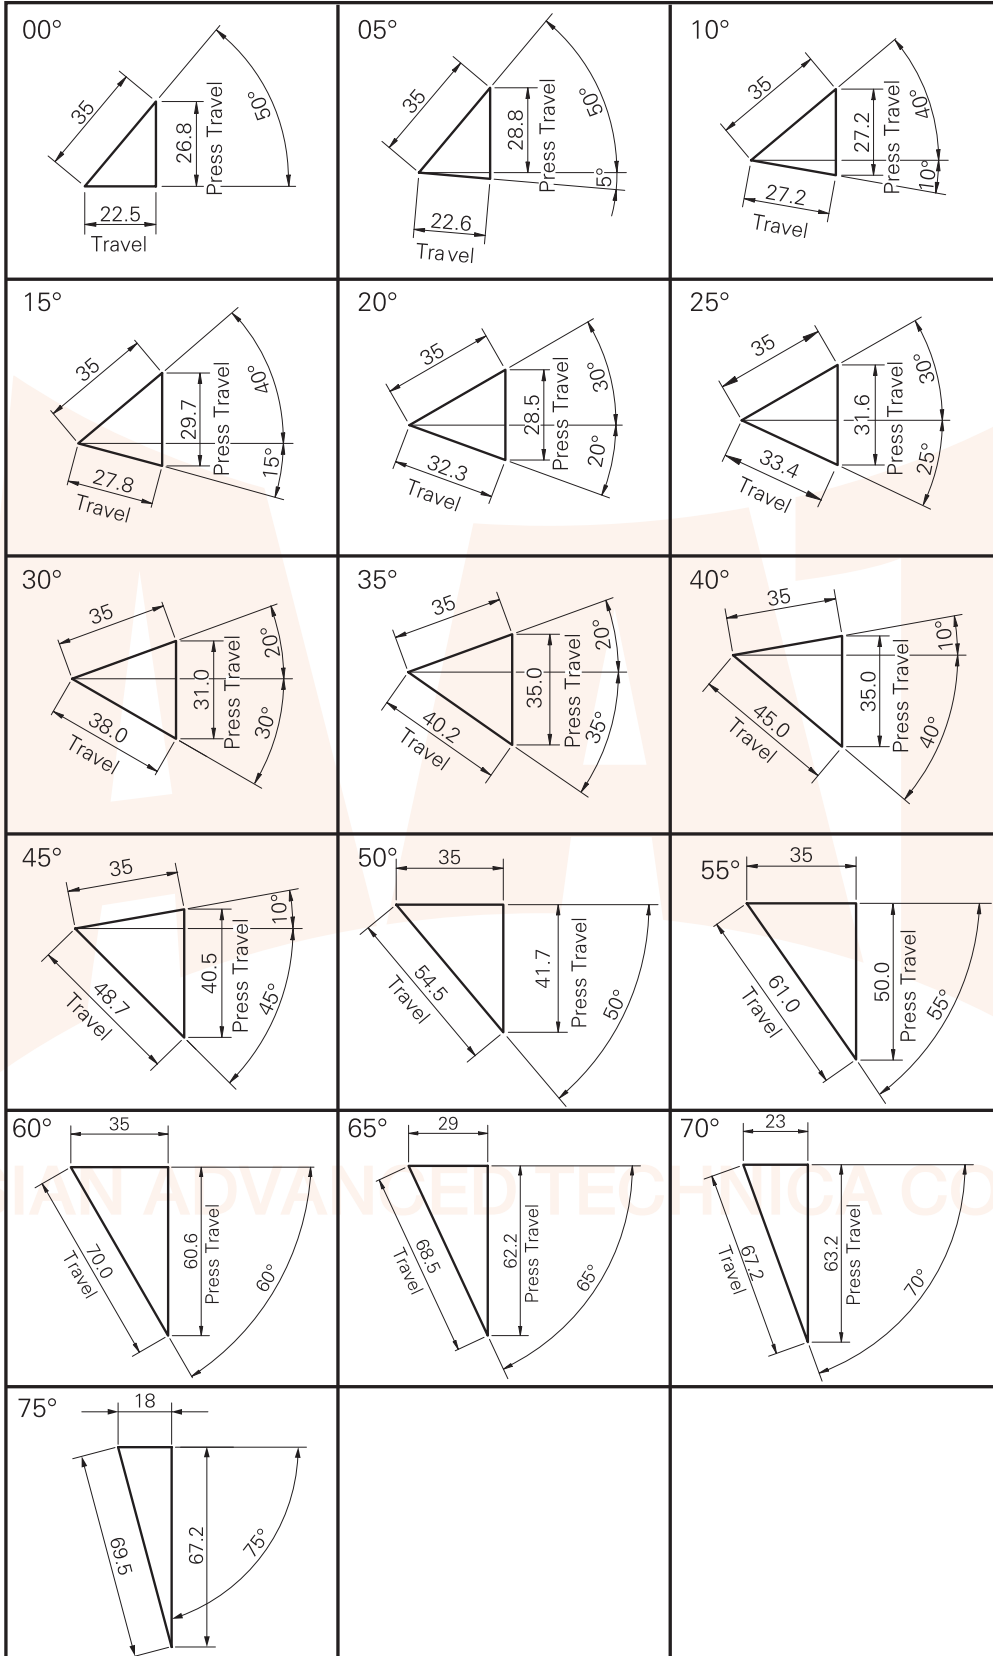 00°
35
50°
26.8
Press Travel
22.5
Travel
05°
35
50°
28.8
Press Travel
5°
22.6
Travel
10°
35
40°
27.2
Press Travel
10°
27.2
Travel
15°
35
40°
29.7
Press Travel
15°
27.8
Travel
20°
35
30°
28.5
Press Travel
20°
32.3
Travel
25°
35
30°
31.6
Press Travel
25°
33.4
Travel
30°
35
20°
31.0
Press Travel
30°
38.0
Travel
35°
35
20°
35.0
Press Travel
35°
40.2
Travel
40°
35
10°
35.0
Press Travel
40°
45.0
Travel
45°
35
10°
40.5
Press Travel
45°
48.7
Travel
50°
35
41.7
Press Travel
50°
54.5
Travel
55°
35
50.0
Press Travel
55°
61.0
Travel
60°
35
60.6
Press Travel
60°
70.0
Travel
65°
29
62.2
Press Travel
65°
68.5
Travel
70°
23
63.2
Press Travel
70°
67.2
Travel
IAN ADVANCED TECHNICA CO
75°
18
67.2
75°
69.5